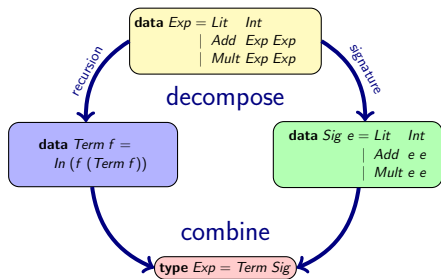 data Exp = Lit Int
| Add Exp Exp
| Mult Exp Exp
recursion
signature
decompose
data Term f =
In (f (Term f))
data Sig e = Lit Int
| Add e e
| Mult e e
combine
type Exp = Term Sig